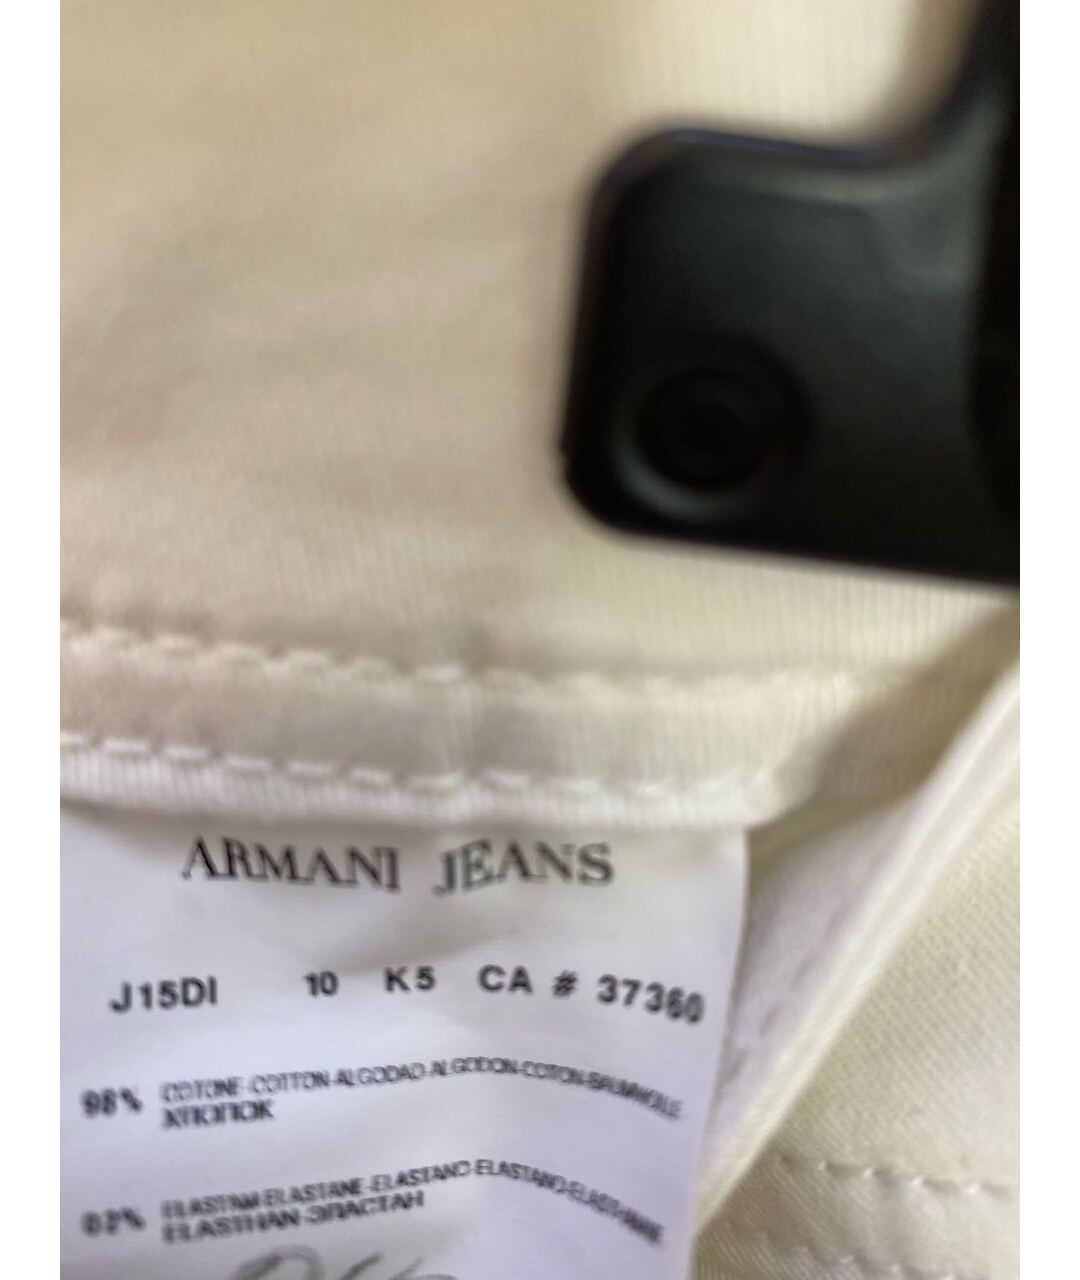 ARMANI JEANS
J15DI 10 K5 CA # 37360
98% COTONE-COTTON-ALGODAO-ALGODON-COTON-BAUMWOLLE
ХЛОПОК
02% ELASTAM-ELASTANE-ELASTANO-ELASTANO-ELASTHANE
ELASTHAN-ЭЛАСТАН